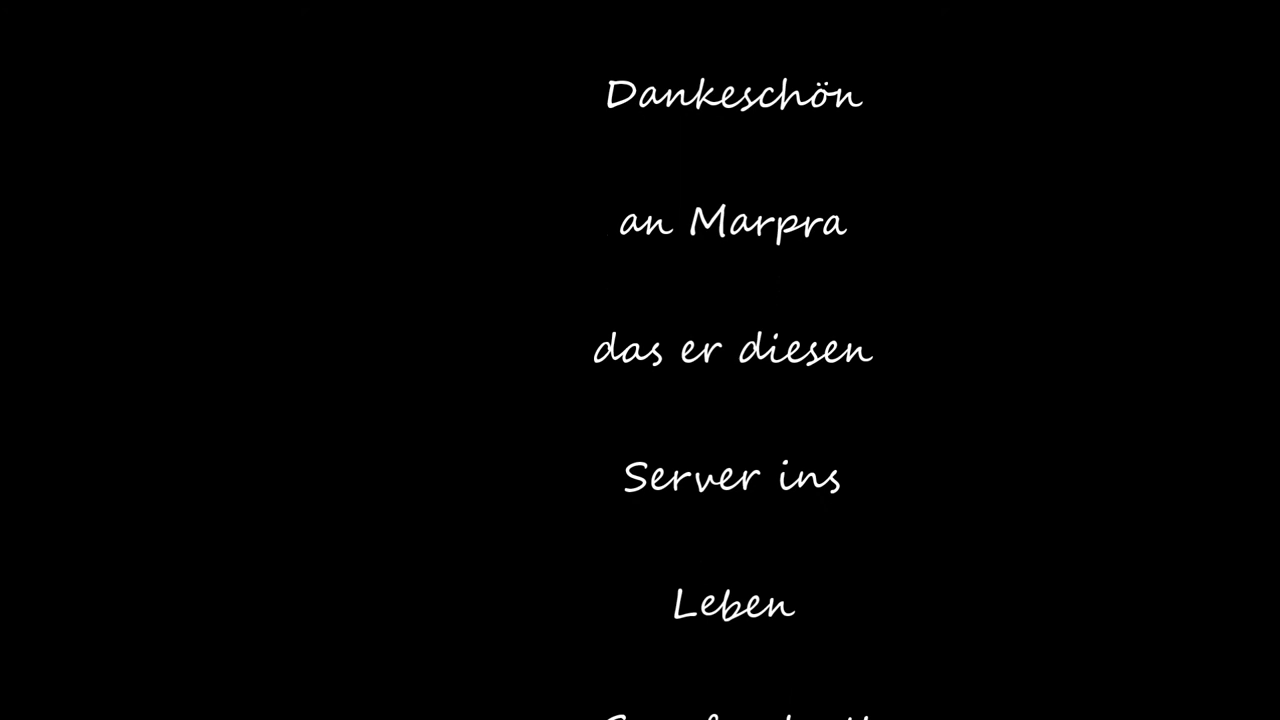 Dankeschön
an Marpra
das er diesen
Server ins
Leben